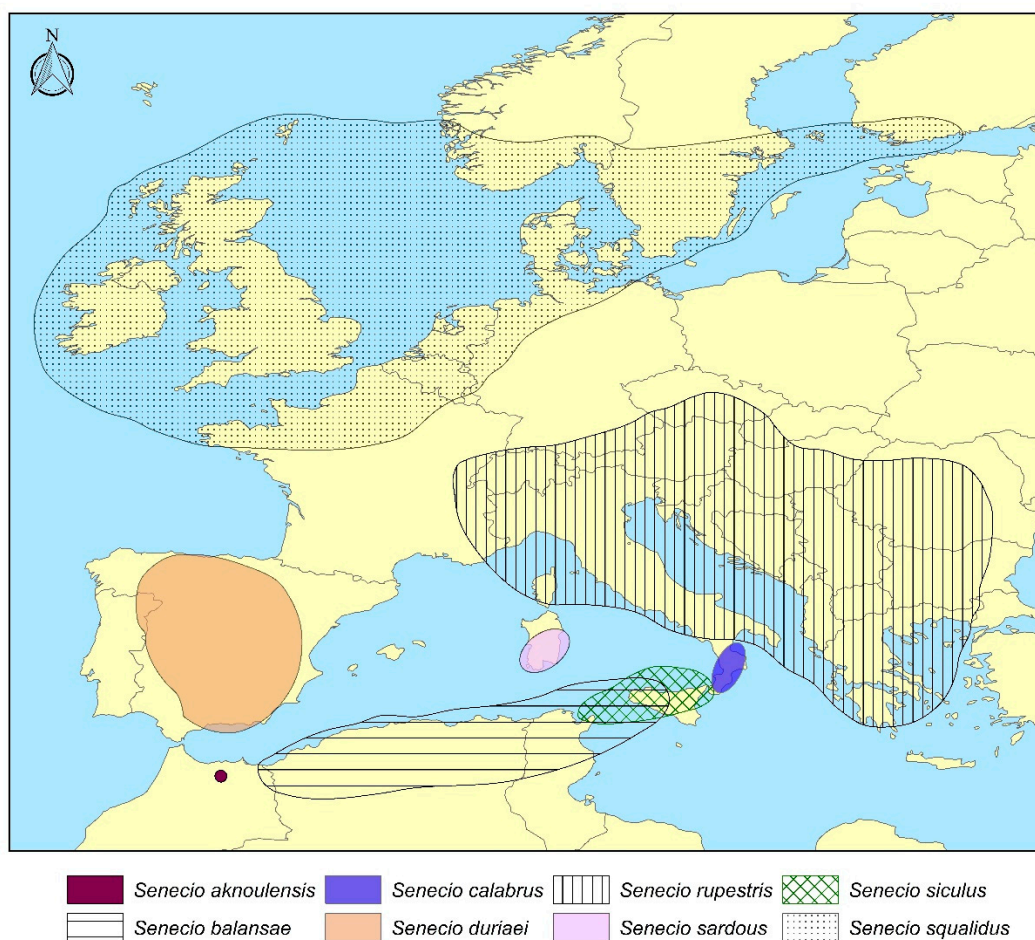 N
Senecio aknoulensis Senecio calabrus Senecio rupestris Senecio siculus
Senecio balansae Senecio duriaei Senecio sardous Senecio squalidus